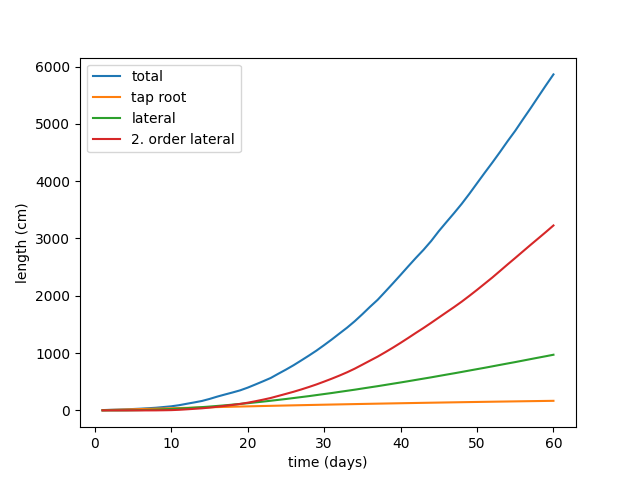 total
tap root
lateral
2. order lateral
6000
5000
4000
3000
2000
1000
0
length (cm)
0 10 20 30 40 50 60
time (days)